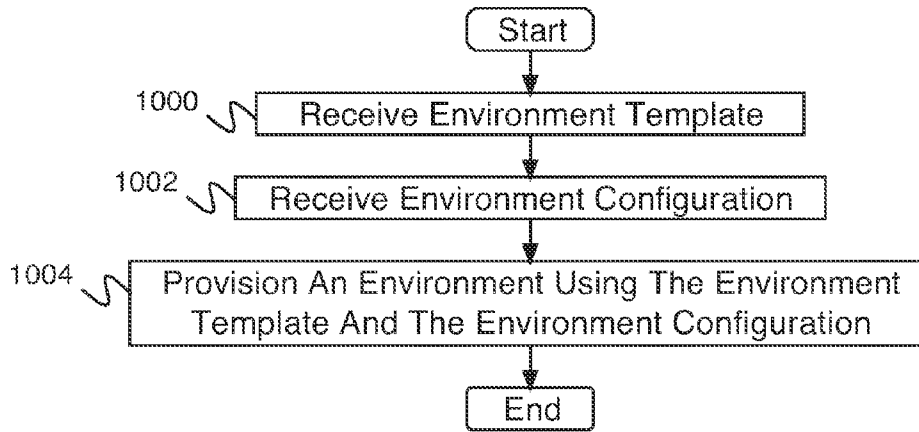 Start
1000
Receive Environment Template
1002
Receive Environment Configuration
1004
Provision An Environment Using The Environment
Template And The Environment Configuration
End